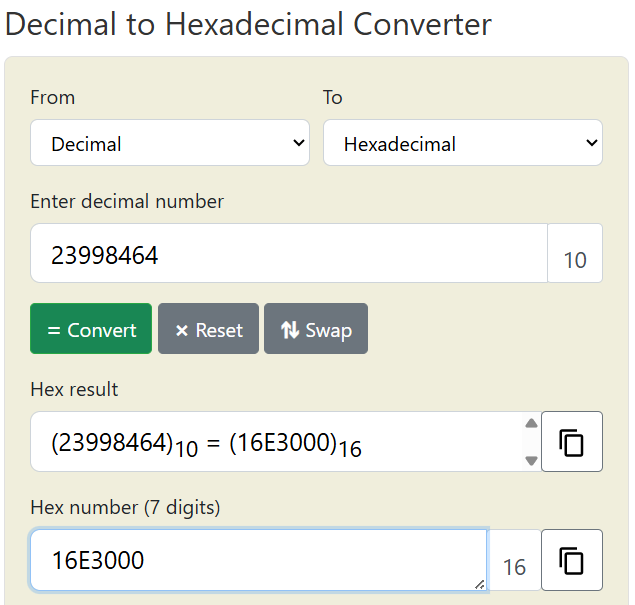 Decimal to Hexadecimal Converter
From To
Decimal Hexadecimal
Enter decimal number
23998464 10
= Convert × Reset Swap
Hex result
(23998464)10 = (16E3000)16
Hex number (7 digits)
16E3000 16